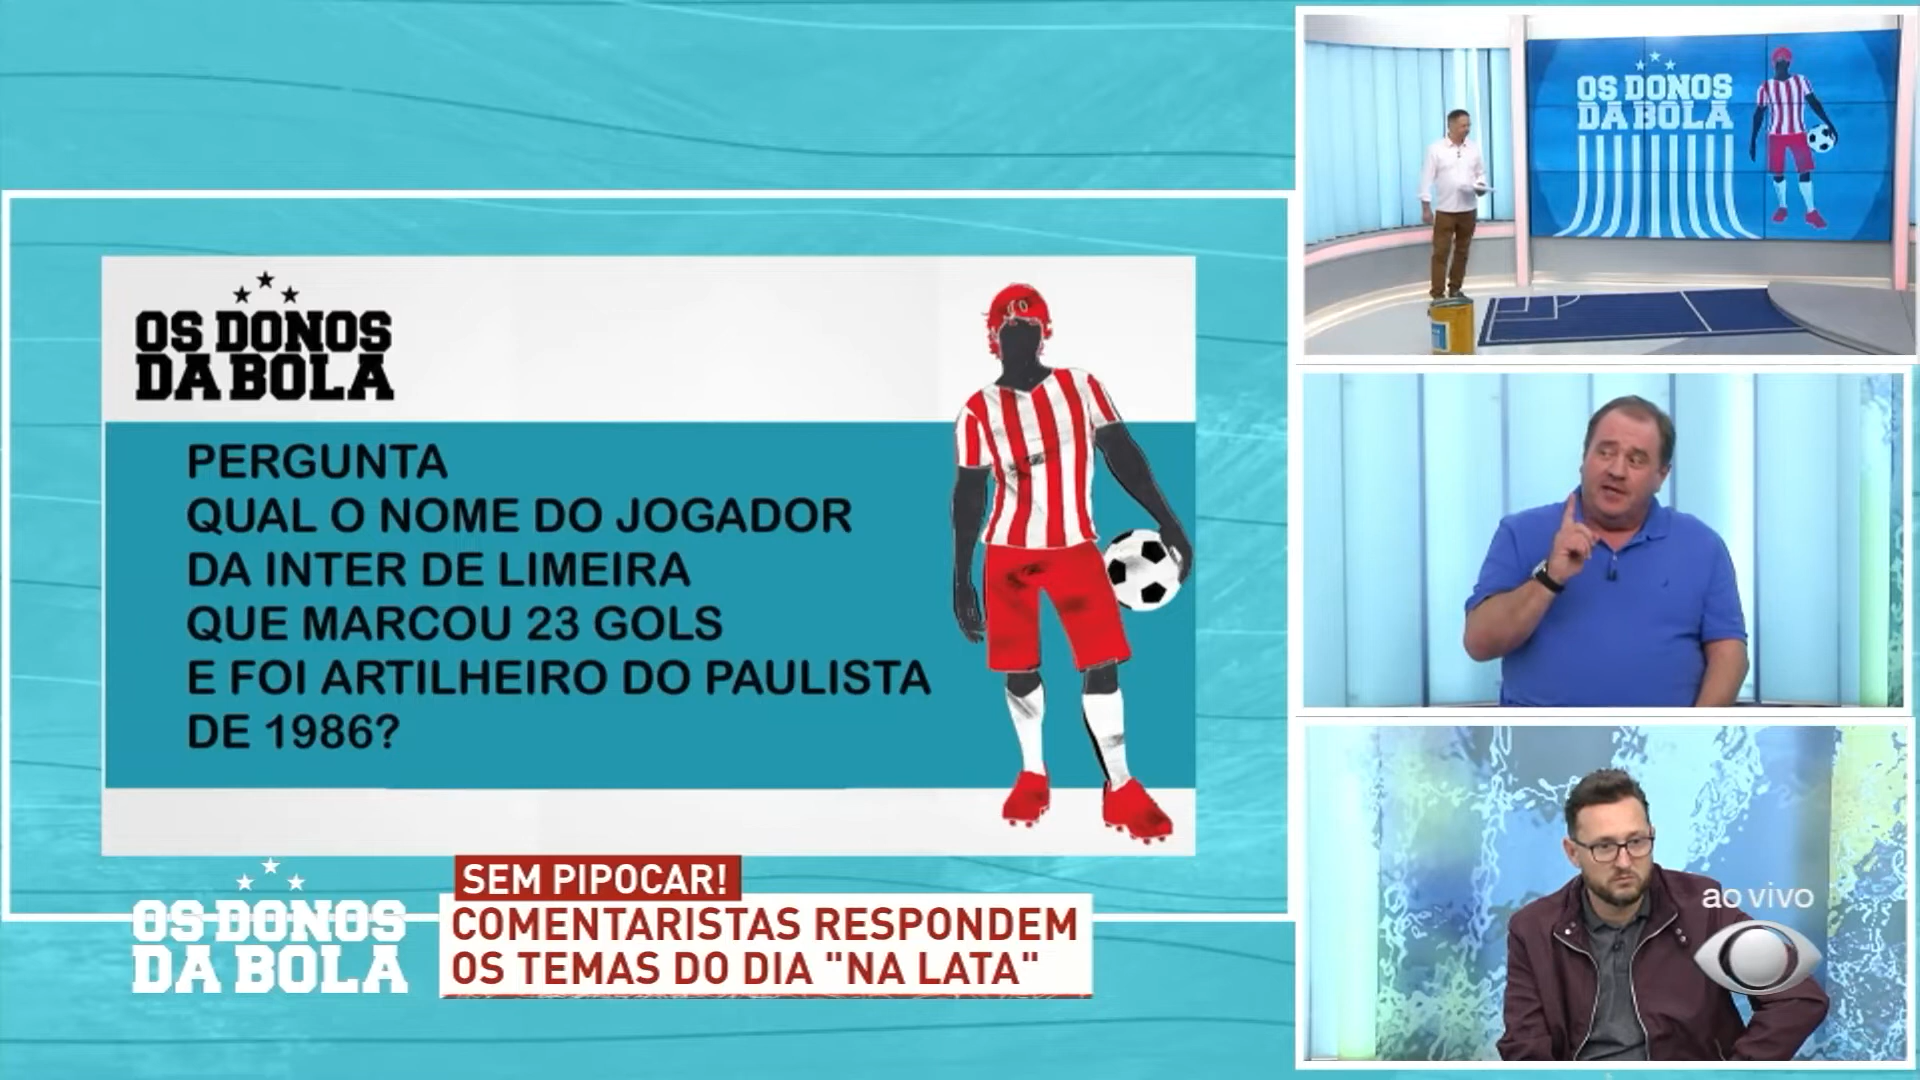 OS DONOS
DA BOLA
PERGUNTA
QUAL O NOME DO JOGADOR
DA INTER DE LIMEIRA
QUE MARCOU 23 GOLS
E FOI ARTILHEIRO DO PAULISTA
DE 1986?
SEM PIPOCAR!
OS DONOS
DA BOLA
COMENTARISTAS RESPONDEM
OS TEMAS DO DIA "NA LATA"
OS DONOS
DA BOLA
ao vivo